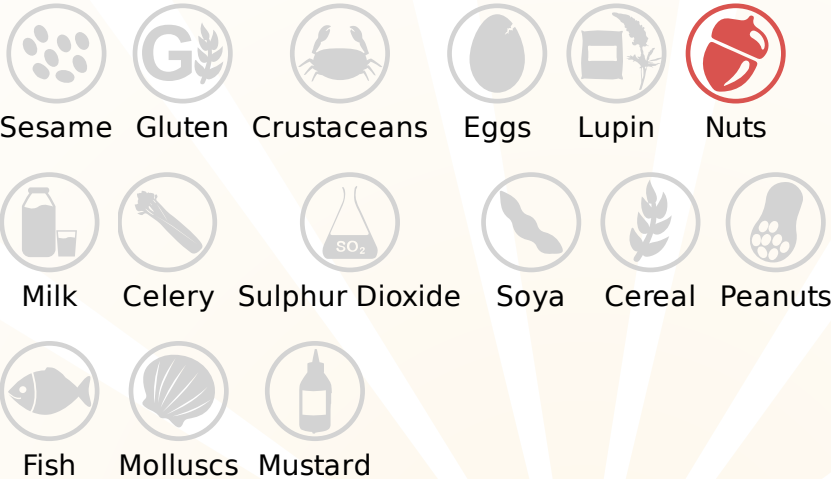 G
Sesame Gluten Crustaceans Eggs Lupin Nuts
SO₂
Milk Celery Sulphur Dioxide Soya Cereal Peanuts
Fish Molluscs Mustard